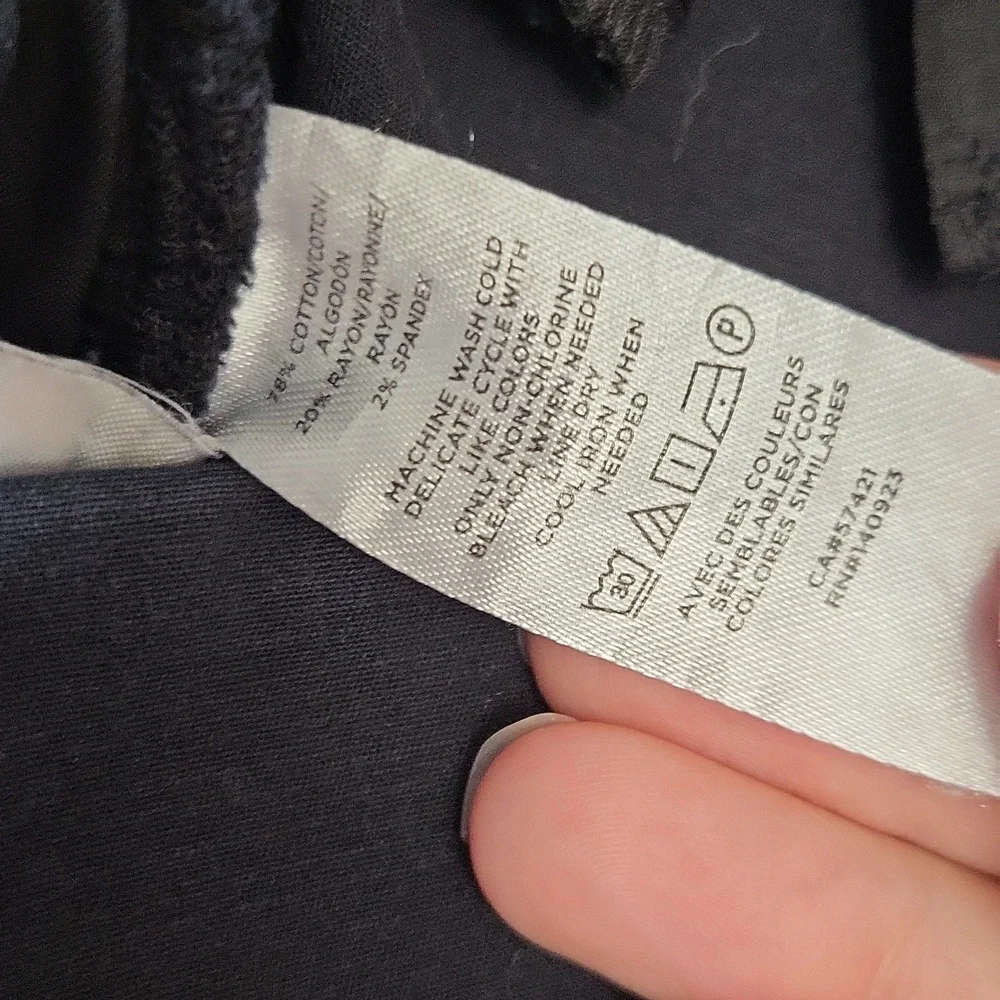 78% COTTON/COTON/
ALGODÓN
20% RAYON/RAYONNE/
RAYÓN
2% SPANDEX
MACHINE WASH COLD
DELICATE CYCLE WITH
LIKE COLORS
ONLY NON-CHLORINE
BLEACH WHEN NEEDED
LINE DRY
COOL IRON WHEN
NEEDED
30
P
AVEC DES COULEURS
SEMBLABLES/CON
COLORES SIMILARES
CA#57421
RN#140923